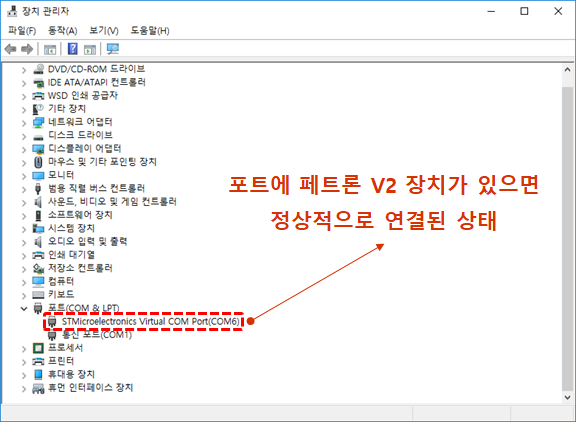 장치 관리자
파일(F) 동작(A) 보기(V) 도움말(H)
DVD/CD-ROM 드라이브
IDE ATA/ATAPI 컨트롤러
WSD 인쇄 공급자
기타 장치
네트워크 어댑터
디스크 드라이브
디스플레이 어댑터
마우스 및 기타 포인팅 장치
모니터
범용 직렬 버스 컨트롤러
사운드, 비디오 및 게임 컨트롤러
소프트웨어 장치
시스템 장치
오디오 입력 및 출력
인쇄 대기열
저장소 컨트롤러
컴퓨터
키보드
포트(COM & LPT)
STMicroelectronics Virtual COM Port(COM6)
통신 포트(COM1)
프로세서
프린터
휴대용 장치
휴먼 인터페이스 장치
포트에 페트론 V2 장치가 있으면
정상적으로 연결된 상태